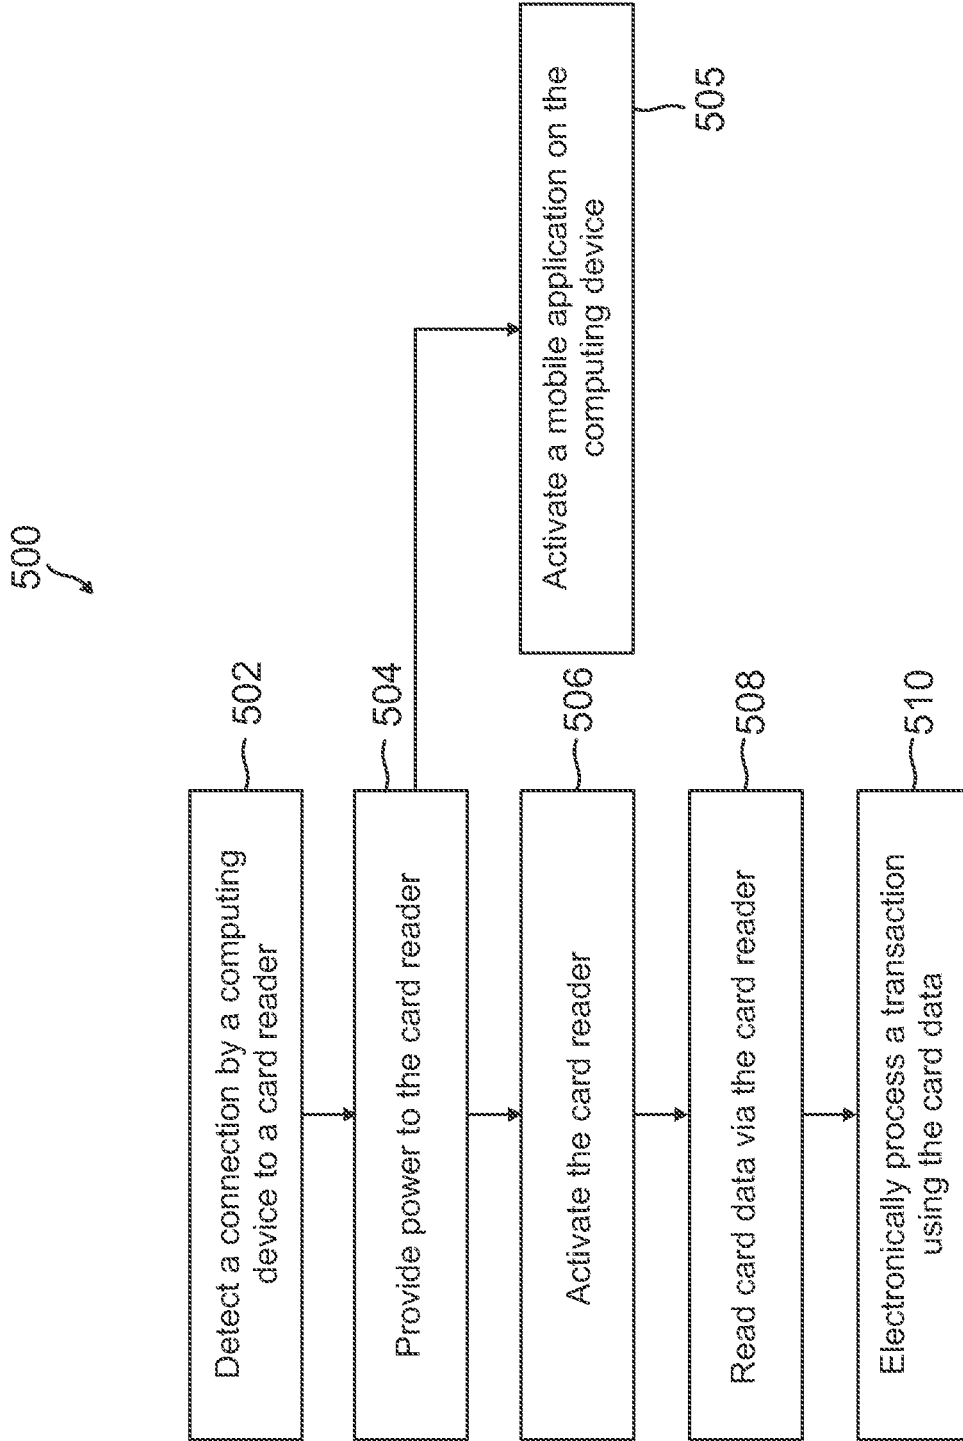 500
Detect a connection by a computing
device to a card reader
502
Provide power to the card reader
504
Activate a mobile application on the
computing device
505
Activate the card reader
506
Read card data via the card reader
508
Electronically process a transaction
using the card data
510